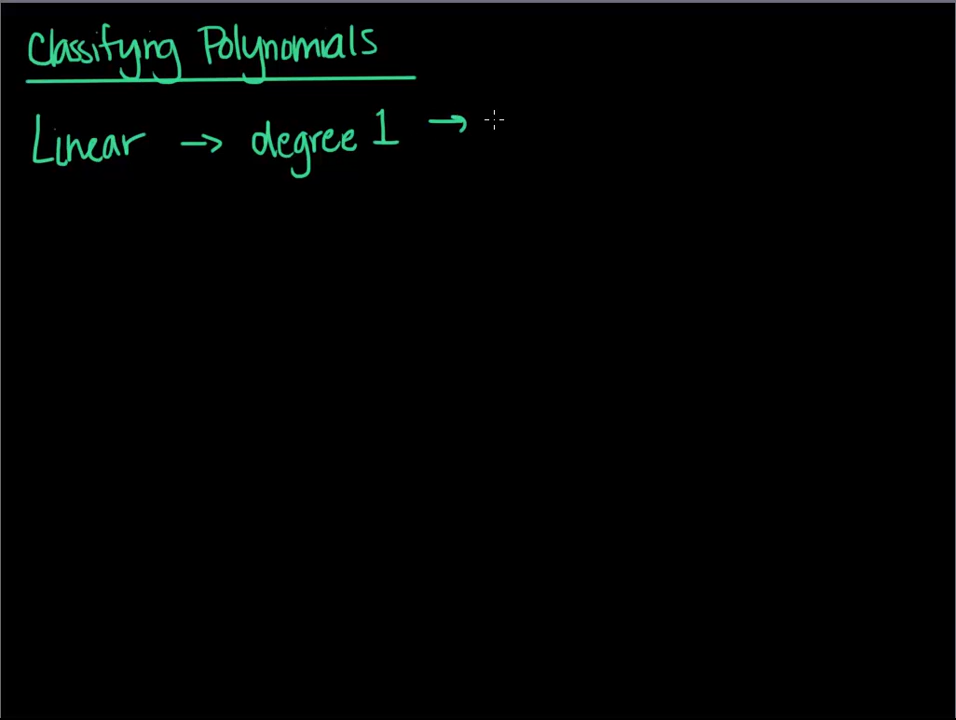 Classifying Polynomials
Linear → degree 1 →